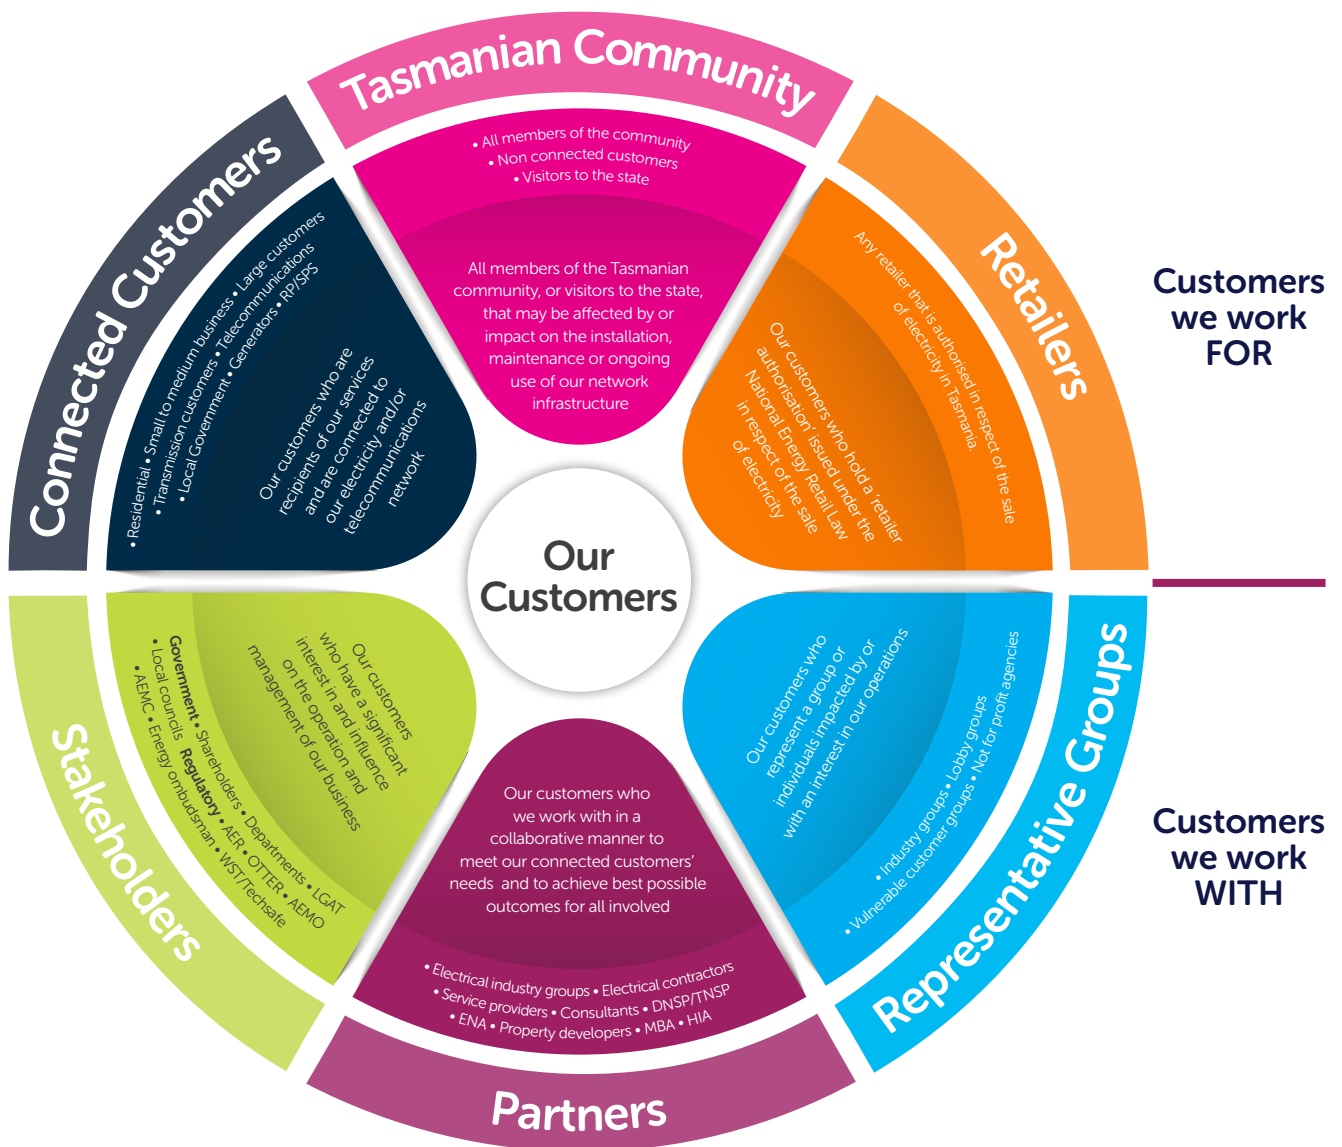 Tasmanian Community
• All members of the community
• Non connected customers
• Visitors to the state
All members of the Tasmanian
community, or visitors to the state,
that may be affected by or
impact on the installation,
maintenance or ongoing
use of our network
infrastructure
Retailers
Any retailer that is authorised in respect of the sale
of electricity in Tasmania.
Our customers who hold a 'retailer
authorisation' issued under the
National Energy Retail Law
in respect of the sale
of electricity
Customers
we work
FOR
Connected Customers
• Residential • Small to medium business • Large customers
• Transmission customers • Telecommunications
• Local Government • Generators • RP/SPS
Our customers who are
recipients of our services
and are connected to
our electricity and/or
telecommunications
network
Our
Customers
Stakeholders
Government • Shareholders • Departments • LGAT
• Local councils Regulatory • AER • OTTER • AEMO
• AEMC • Energy ombudsman • WST/Techsafe
Our customers
who have a significant
interest in and influence
on the operation and
management of our business
Partners
Our customers who
we work with in a
collaborative manner to
meet our connected customers'
needs and to achieve best possible
outcomes for all involved
• Electrical industry groups • Electrical contractors
• Service providers • Consultants • DNSP/TNSP
• ENA • Property developers • MBA • HIA
Representative Groups
Our customers who
represent a group or
individuals impacted by or
with an interest in our operations
• Industry groups • Lobby groups
• Vulnerable customer groups • Not for profit agencies
Customers
we work
WITH